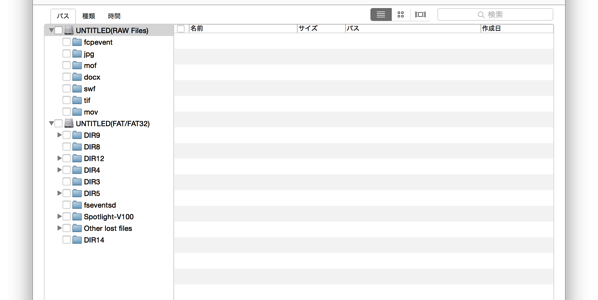 パス 種類 時間 検索
名前 サイズ パス 作成日
UNTITLED(RAW Files)
fcpevent
jpg
mof
docx
swf
tif
mov
UNTITLED(FAT/FAT32)
DIR9
DIR8
DIR12
DIR4
DIR3
DIR5
fseventsd
Spotlight-V100
Other lost files
DIR14